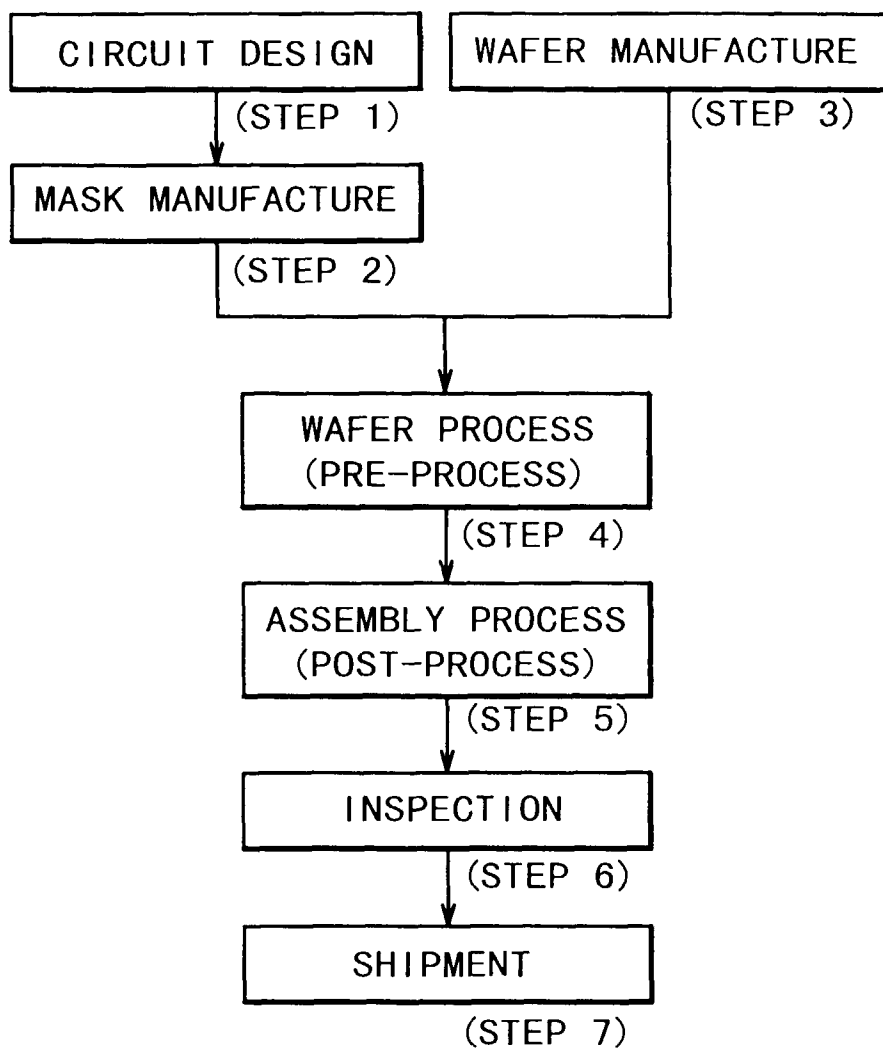 CIRCUIT DESIGN
(STEP 1)
MASK MANUFACTURE
(STEP 2)
WAFER MANUFACTURE
(STEP 3)
WAFER PROCESS
(PRE-PROCESS)
(STEP 4)
ASSEMBLY PROCESS
(POST-PROCESS)
(STEP 5)
INSPECTION
(STEP 6)
SHIPMENT
(STEP 7)